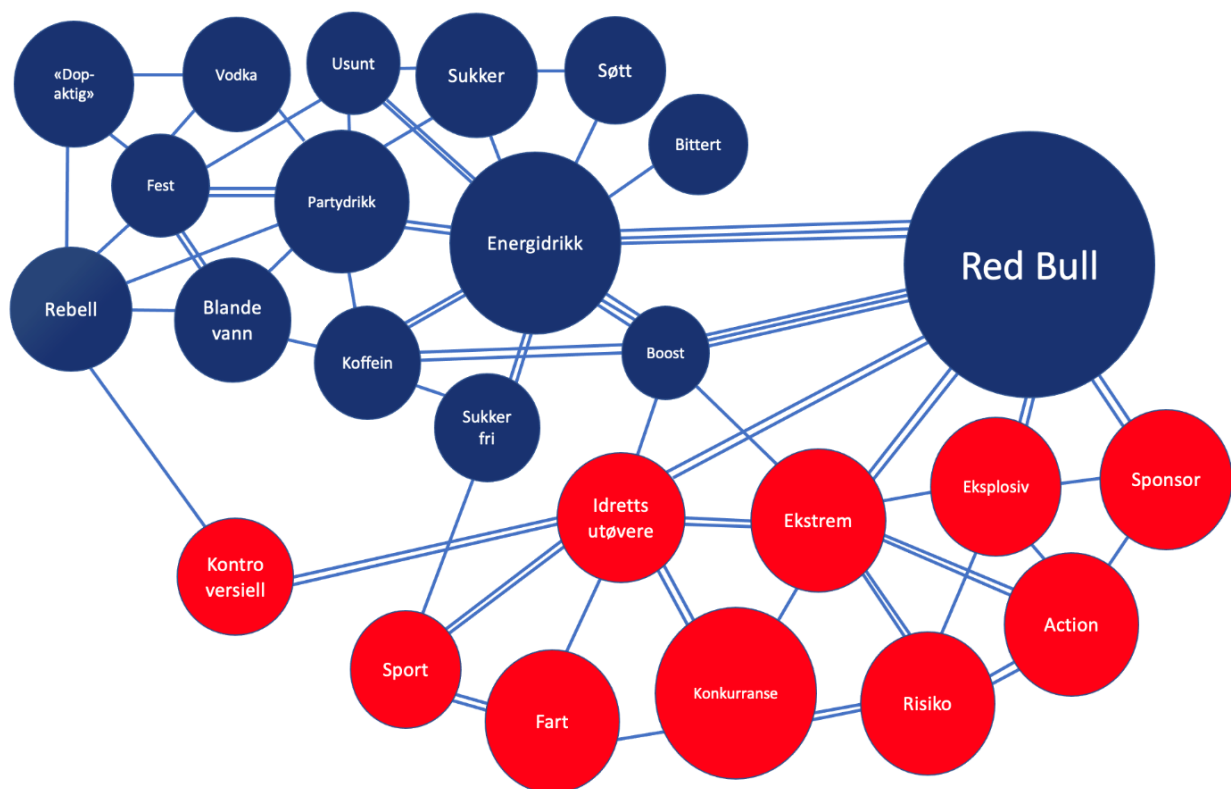 «Dop-
aktig»
Vodka
Usunt
Sukker
Søtt
Bittert
Fest
Partydrikk
Energidrikk
Red Bull
Rebell
Blande
vann
Koffein
Boost
Sukker
fri
Idretts
utøvere
Ekstrem
Eksplosiv
Sponsor
Kontro
versiell
Sport
Fart
Konkurranse
Risiko
Action